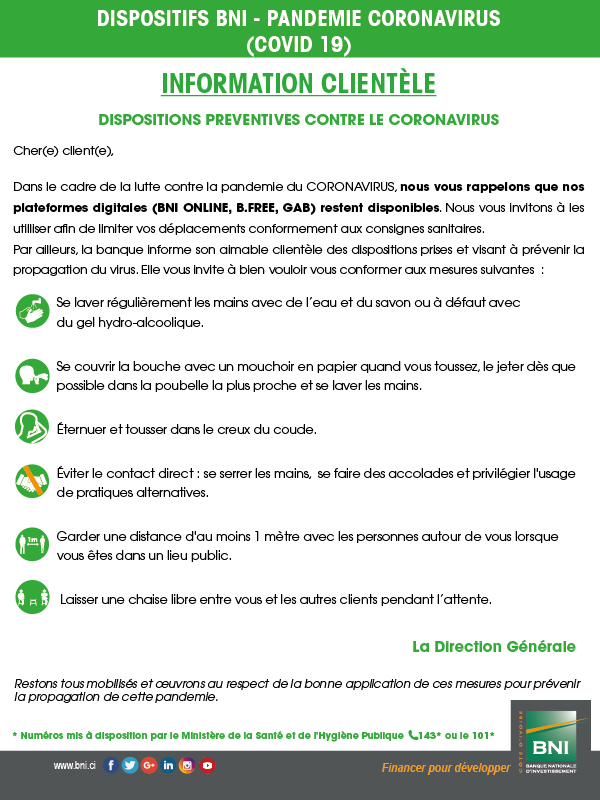 DISPOSITIFS BNI - PANDEMIE CORONAVIRUS
(COVID 19)
INFORMATION CLIENTÈLE
DISPOSITIONS PREVENTIVES CONTRE LE CORONAVIRUS
Cher(e) client(e),
Dans le cadre de la lutte contre la pandemie du CORONAVIRUS, nous vous rappelons que nos
plateformes digitales (BNI ONLINE, B.FREE, GAB) restent disponibles. Nous vous invitons à les
utilliser afin de limiter vos déplacements conformement aux consignes sanitaires.
Par ailleurs, la banque informe son aimable clientèle des dispositions prises et visant à prévenir la
propagation du virus. Elle vous invite à bien vouloir vous conformer aux mesures suivantes :
Se laver régulièrement les mains avec de l'eau et du savon ou à défaut avec
du gel hydro-alcoolique.
Se couvrir la bouche avec un mouchoir en papier quand vous toussez, le jeter dès que
possible dans la poubelle la plus proche et se laver les mains.
Éternuer et tousser dans le creux du coude.
Éviter le contact direct : se serrer les mains, se faire des accolades et privilégier l'usage
de pratiques alternatives.
1m
Garder une distance d'au moins 1 mètre avec les personnes autour de vous lorsque
vous êtes dans un lieu public.
Laisser une chaise libre entre vous et les autres clients pendant l'attente.
La Direction Générale
Restons tous mobilisés et œuvrons au respect de la bonne application de ces mesures pour prévenir
la propagation de cette pandemie.
* Numéros mis à disposition par le Ministère de la Santé et de l'Hygiène Publique 143* ou le 101*
www.bni.ci
Financer pour développer
CÔTE D'IVOIRE
BNI
BANQUE NATIONALE
D'INVESTISSEMENT